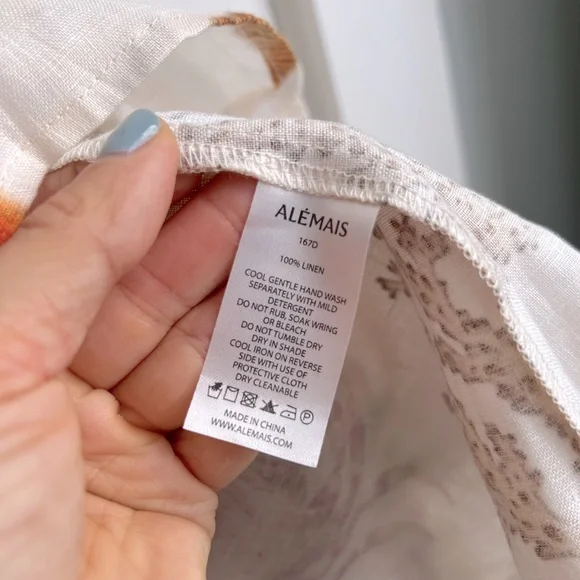 ALÉMAIS
167D
100% LINEN
COOL GENTLE HAND WASH
SEPARATELY WITH MILD
DETERGENT
DO NOT RUB, SOAK WRING
OR BLEACH
DO NOT TUMBLE DRY
DRY IN SHADE
COOL IRON ON REVERSE
SIDE WITH USE OF
PROTECTIVE CLOTH
DRY CLEANABLE
P
MADE IN CHINA
WWW.ALEMAIS.COM